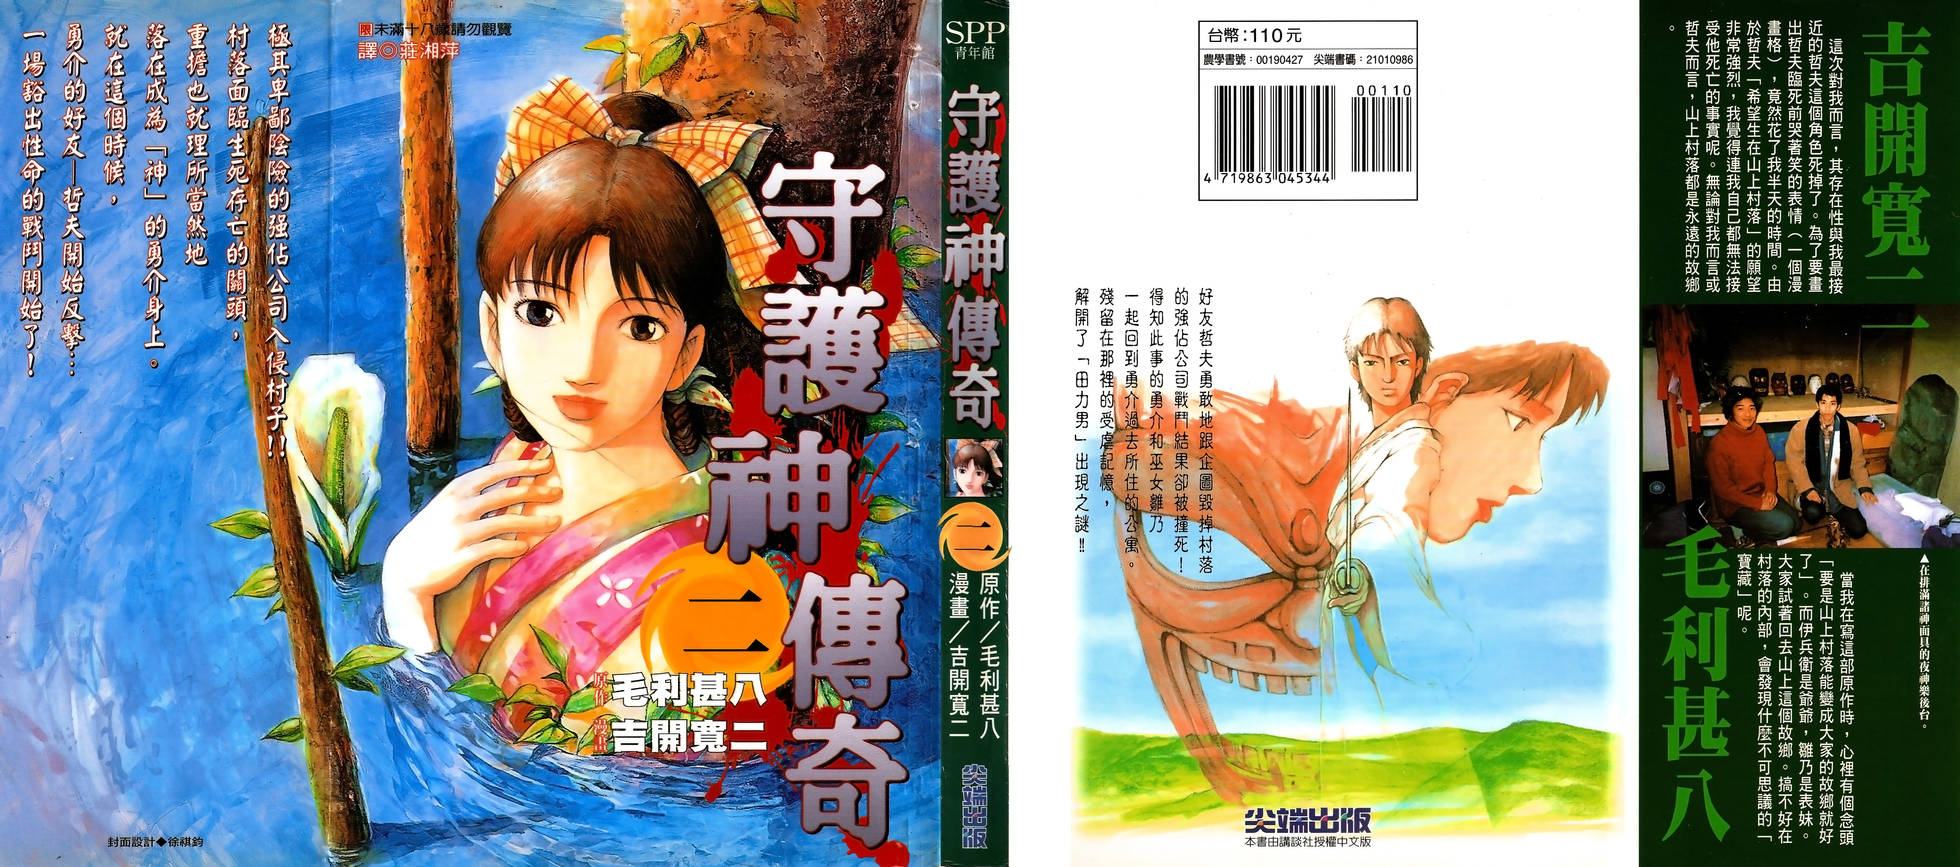 極其卑鄙陰險的强佔公司入侵村子!!
村落面臨生死存亡的關頭，
重擔也就理所當然地
落在成為「神」的勇介身上。
就在這個時候，
勇介的好友—哲夫開始反擊…
一場豁出性命的戰鬥開始了!
限未滿十八歲請勿觀覽
譯◎莊湘萍
守護神傳奇
二
原作
毛利甚八
漫畫
吉開寬二
封面設計◆徐祺鈞
SPP
青年館
守護神傳奇
二
原作／毛利甚八
漫畫／吉開寬二
尖端出版
台幣：110元
農學書號：00190427 尖端書碼：21010986
00110
4 719863 045344
好友哲夫勇敢地跟企圖毀掉村落
的強佔公司戰鬥結果卻被撞死！
得知此事的勇介和巫女雛乃
一起回到勇介過去所住的公寓。
殘留在那裡的受虐記憶，
解開了「田力男」出現之謎!!
尖端出版
本書由講談社授權中文版
吉開寬二
這次對我而言，其存在性與我最接
近的哲夫這個角色死掉了。為了要畫
出哲夫臨死前哭著笑的表情（一個漫
畫格），竟然花了我半天的時間。由
於哲夫「希望生在山上村落」的願望
非常強烈，我覺得連我自己都無法接
受他死亡的事實呢。無論對我而言或
哲夫而言，山上村落都是永遠的故鄉
。
▲在排滿諸神面具的夜神樂後台。
毛利甚八
當我在寫這部原作時，心裡有個念頭
「要是山上村落能變成大家的故鄉就好
了」。而伊兵衛是爺爺，雛乃是表妹。
大家試著回去山上這個故鄉。搞不好在
村落的內部，會發現什麼不可思議的「
寶藏」呢。